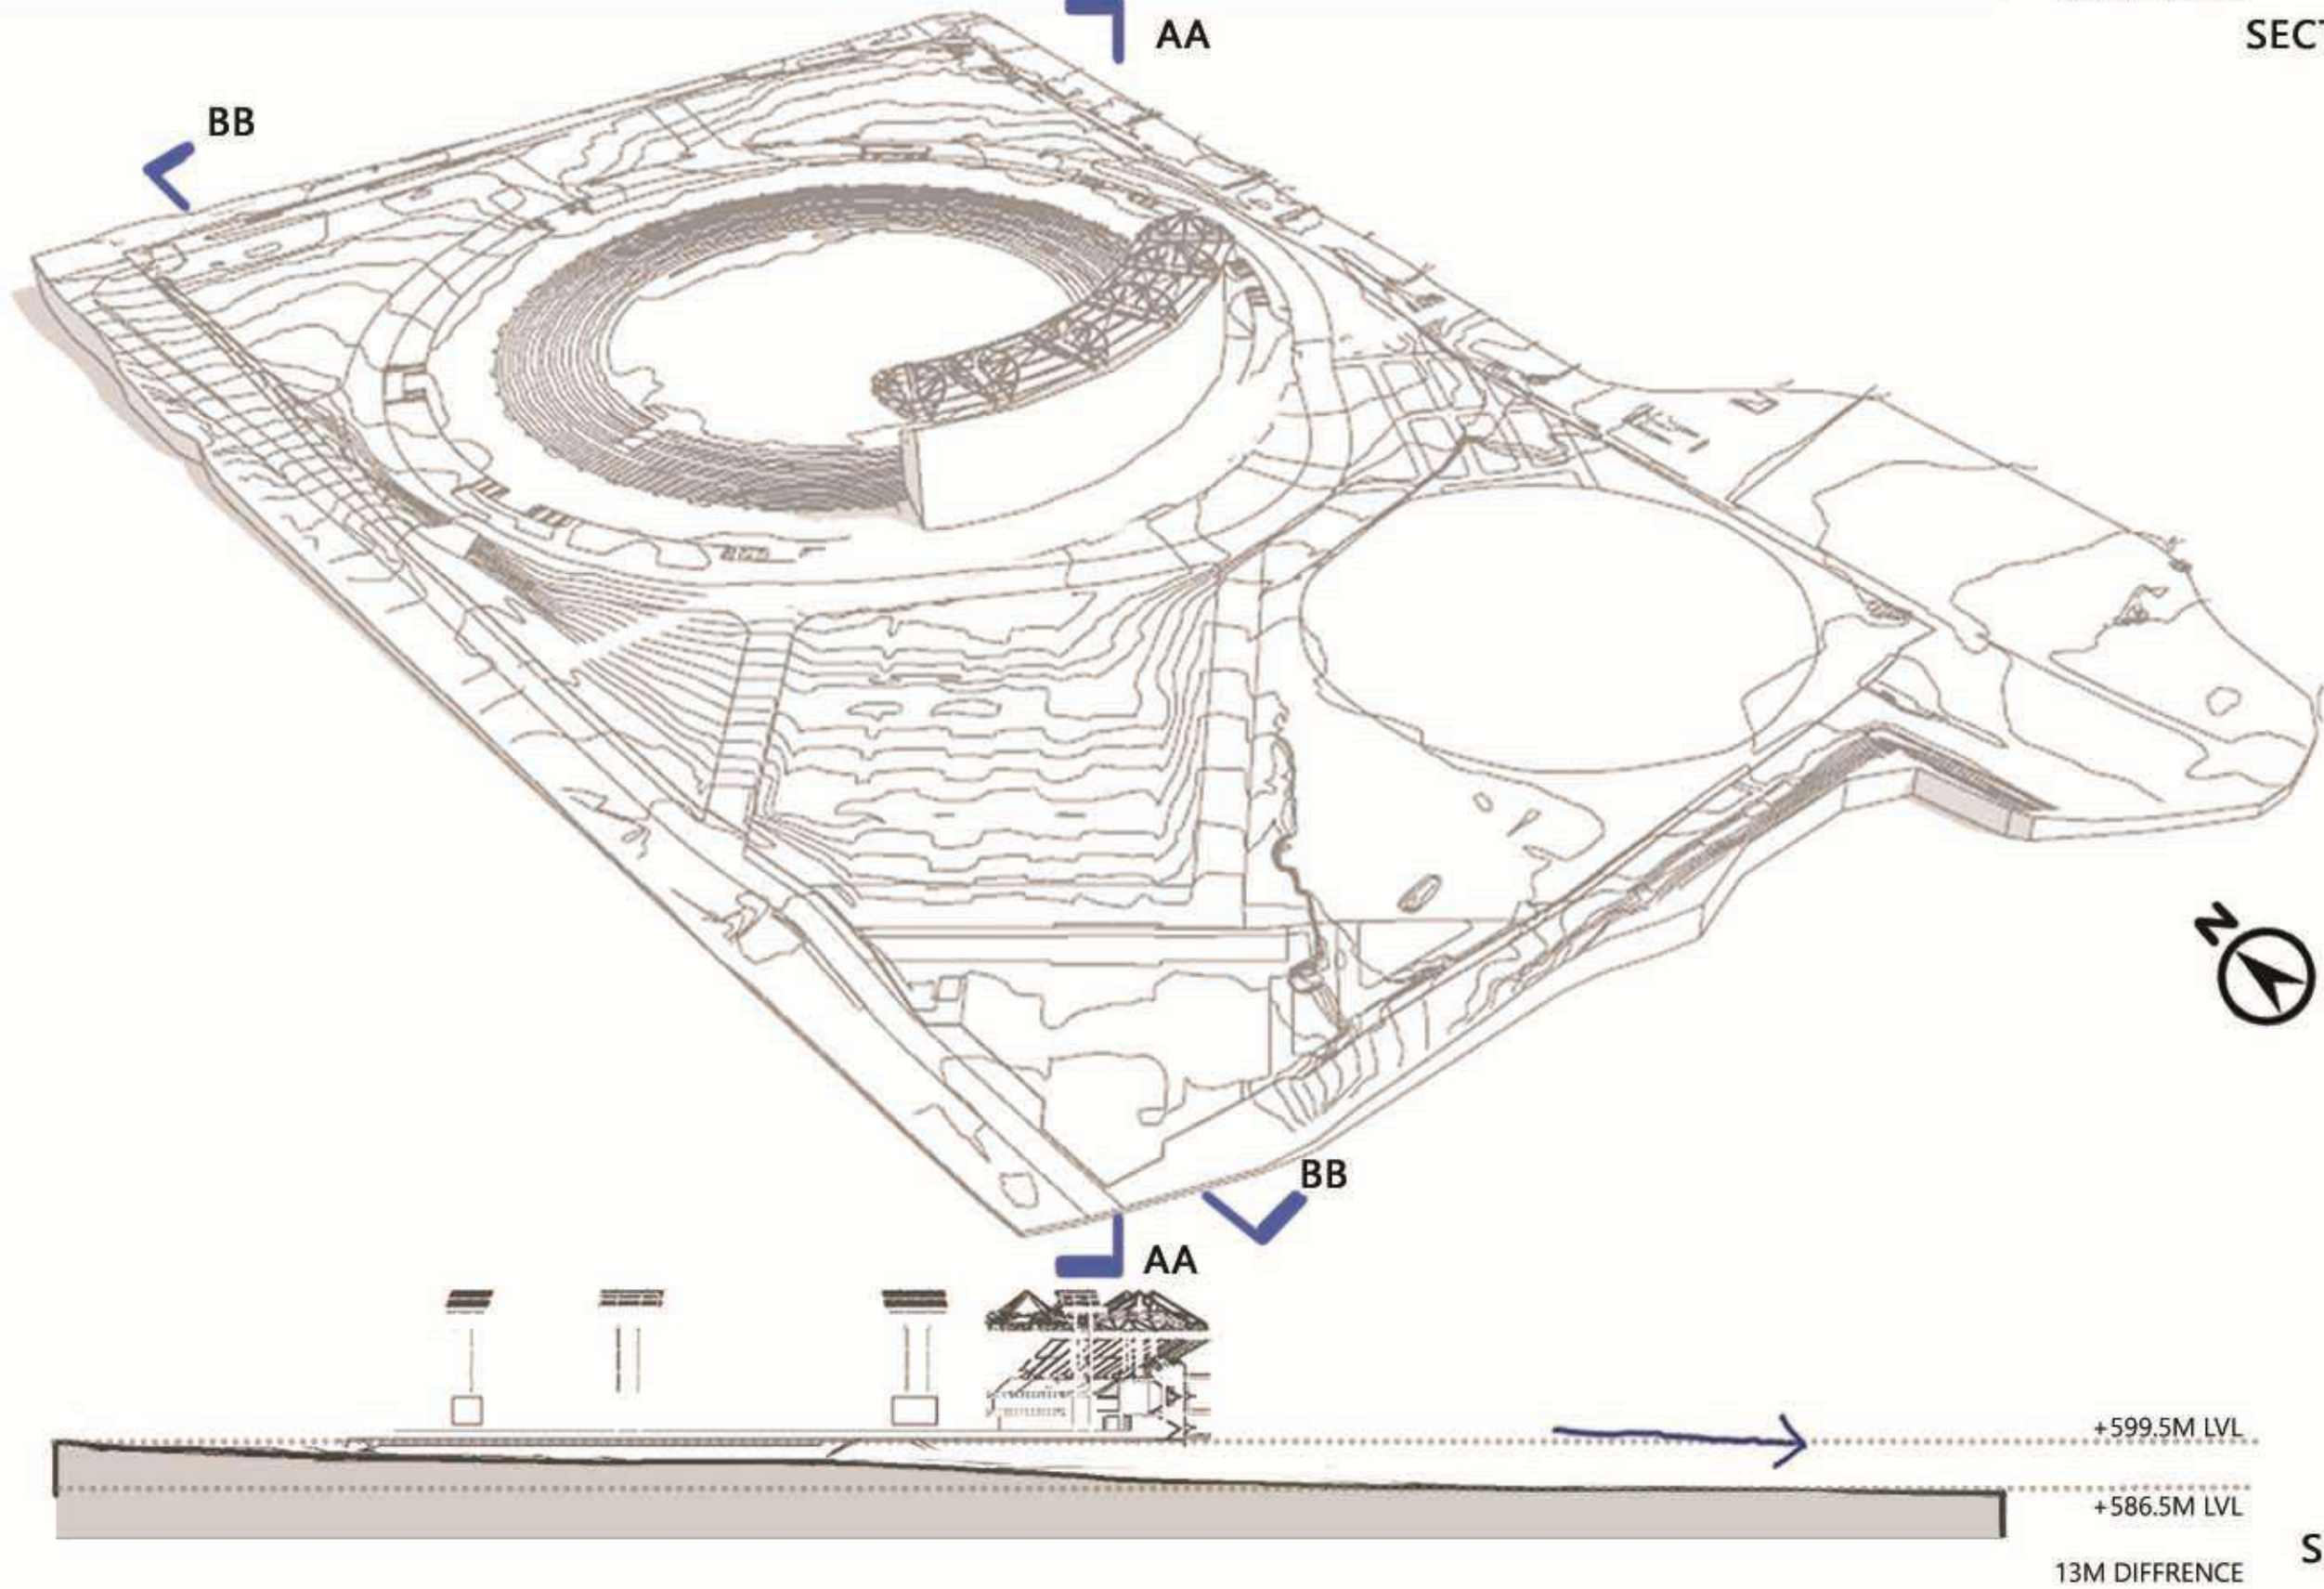 AA
SECT
BB
N
BB
AA
+599.5M LVL
+586.5M LVL
S
13M DIFFRENCE